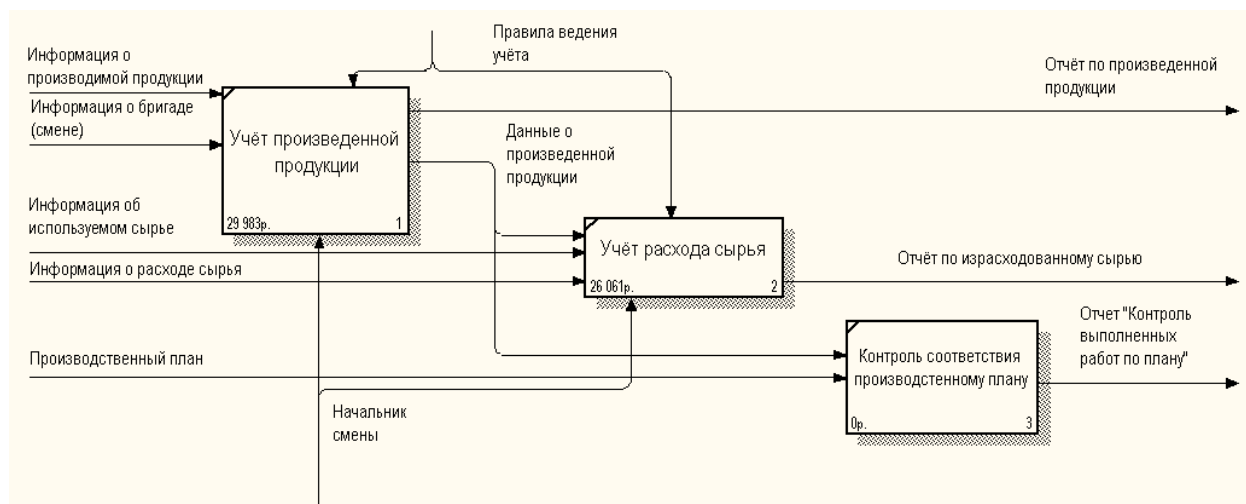 Правила ведения
учёта
Информация о
производимой продукции
Информация о бригаде
(смене)
Отчёт по произведенной
продукции
Учёт произведенной
продукции
29 983р. 1
Данные о
произведенной
продукции
Информация об
используемом сырье
Информация о расходе сырья
Учёт расхода сырья
26 061р. 2
Отчёт по израсходованному сырью
Отчет "Контроль
выполненных
работ по плану"
Производственный план
Контроль соответствия
производстенному плану
0р. 3
Начальник
смены